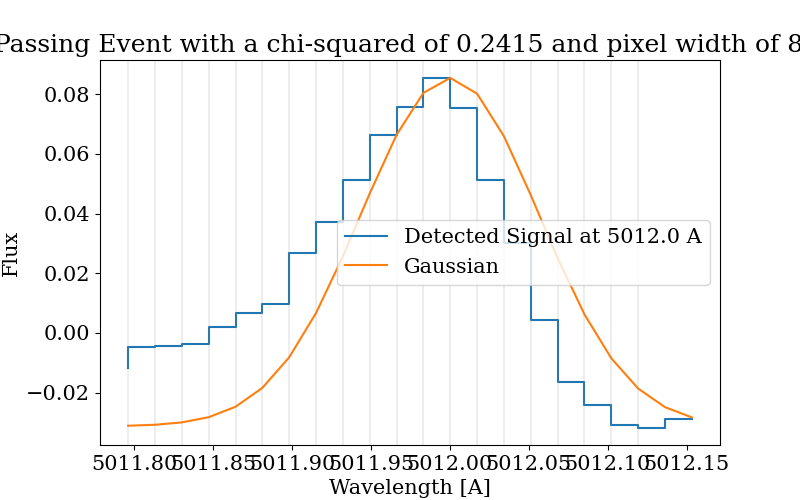 Passing Event with a chi-squared of 0.2415 and pixel width of 8
Flux
0.08
0.06
0.04
0.02
0.00
−0.02
Detected Signal at 5012.0 A
Gaussian
5011.80 5011.85 5011.90 5011.95 5012.00 5012.05 5012.10 5012.15
Wavelength [A]